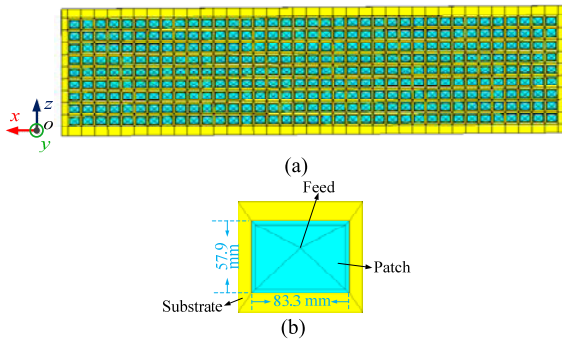 z
x
o
y
(a)
Feed
57.9
mm
Patch
Substrate
83.3 mm
(b)